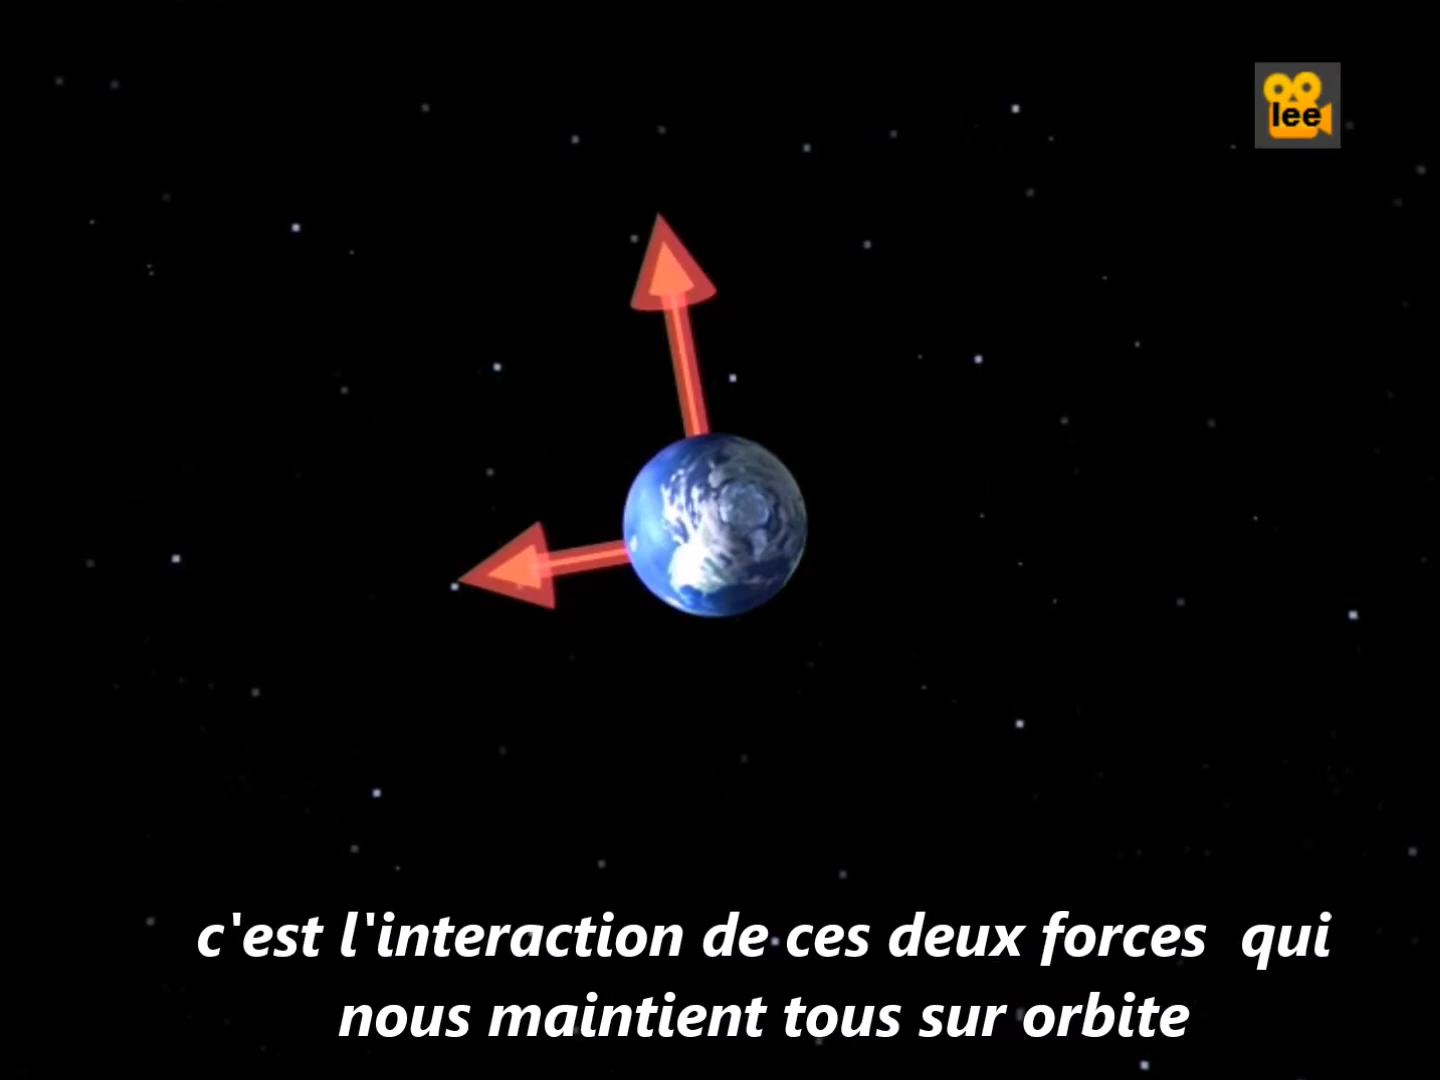 lee
c'est l'interaction de ces deux forces  qui
nous maintient tous sur orbite